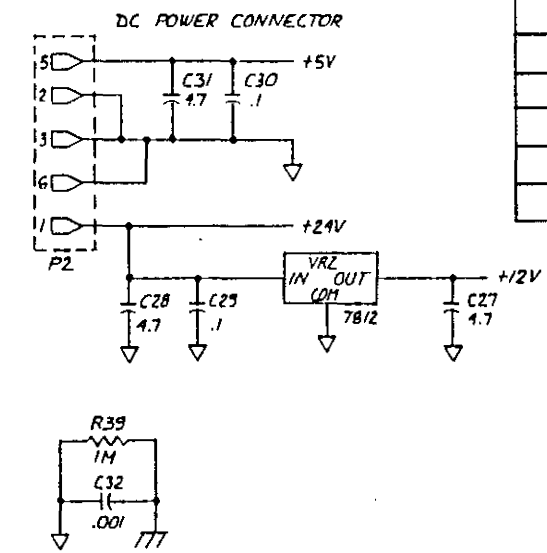 DC POWER CONNECTOR
5
+5V
C31
4.7
C30
.1
2
3
6
1
+24V
P2
VR2
IN OUT
COM
7812
+12V
C28
4.7
C29
.1
C27
4.7
R39
1M
C32
.001